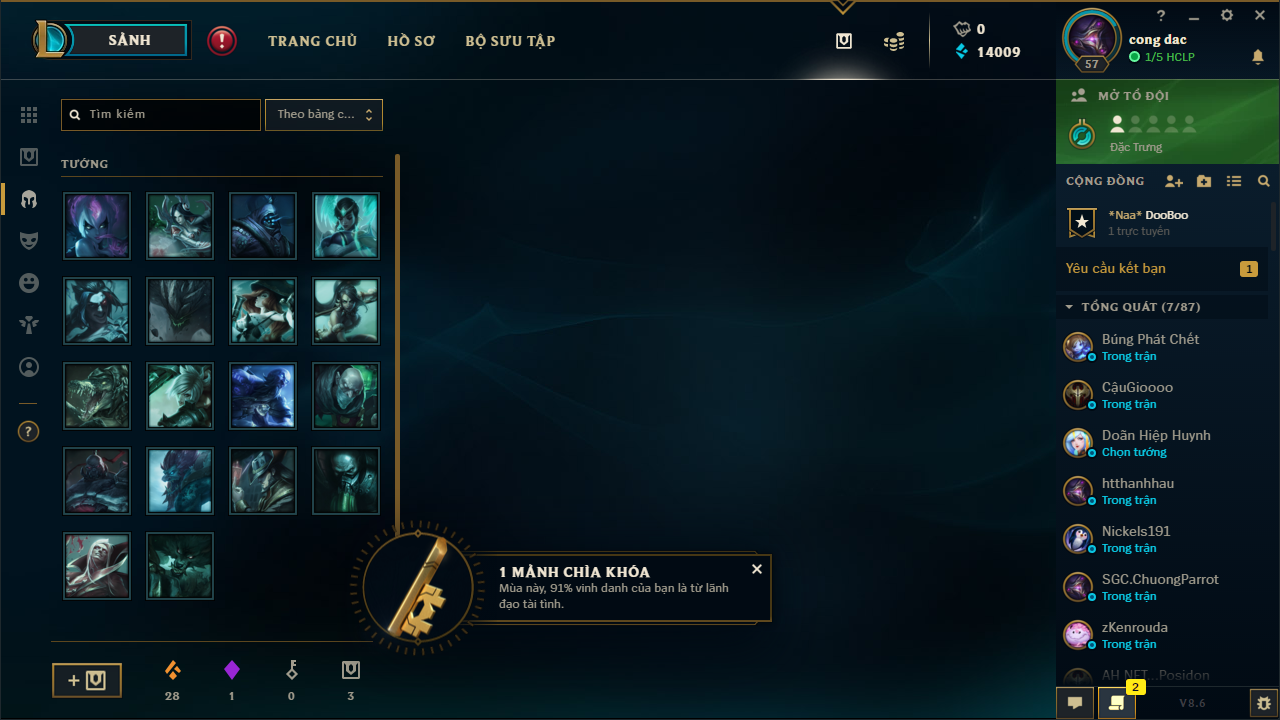 SẢNH
TRANG CHỦ
HỒ SƠ
BỘ SƯU TẬP
0
14009
?
57
cong dac
1/5 HCLP
Tìm kiếm
Theo bảng c...
TƯỚNG
?
1 MẢNH CHÌA KHÓA
Mùa này, 91% vinh danh của bạn là từ lãnh
đạo tài tình.
28
1
0
3
MỞ TỔ ĐỘI
Đặc Trưng
CỘNG ĐỒNG
*Naa* DooBoo
1 trực tuyến
Yêu cầu kết bạn
1
TỔNG QUÁT (7/87)
Búng Phát Chết
Trong trận
CậuGioooo
Trong trận
Doãn Hiệp Huynh
Chọn tướng
htthanhhau
Trong trận
Nickels191
Trong trận
SGC.ChuongParrot
Trong trận
zKenrouda
Trong trận
AH NET...Posidon
2
V8.6